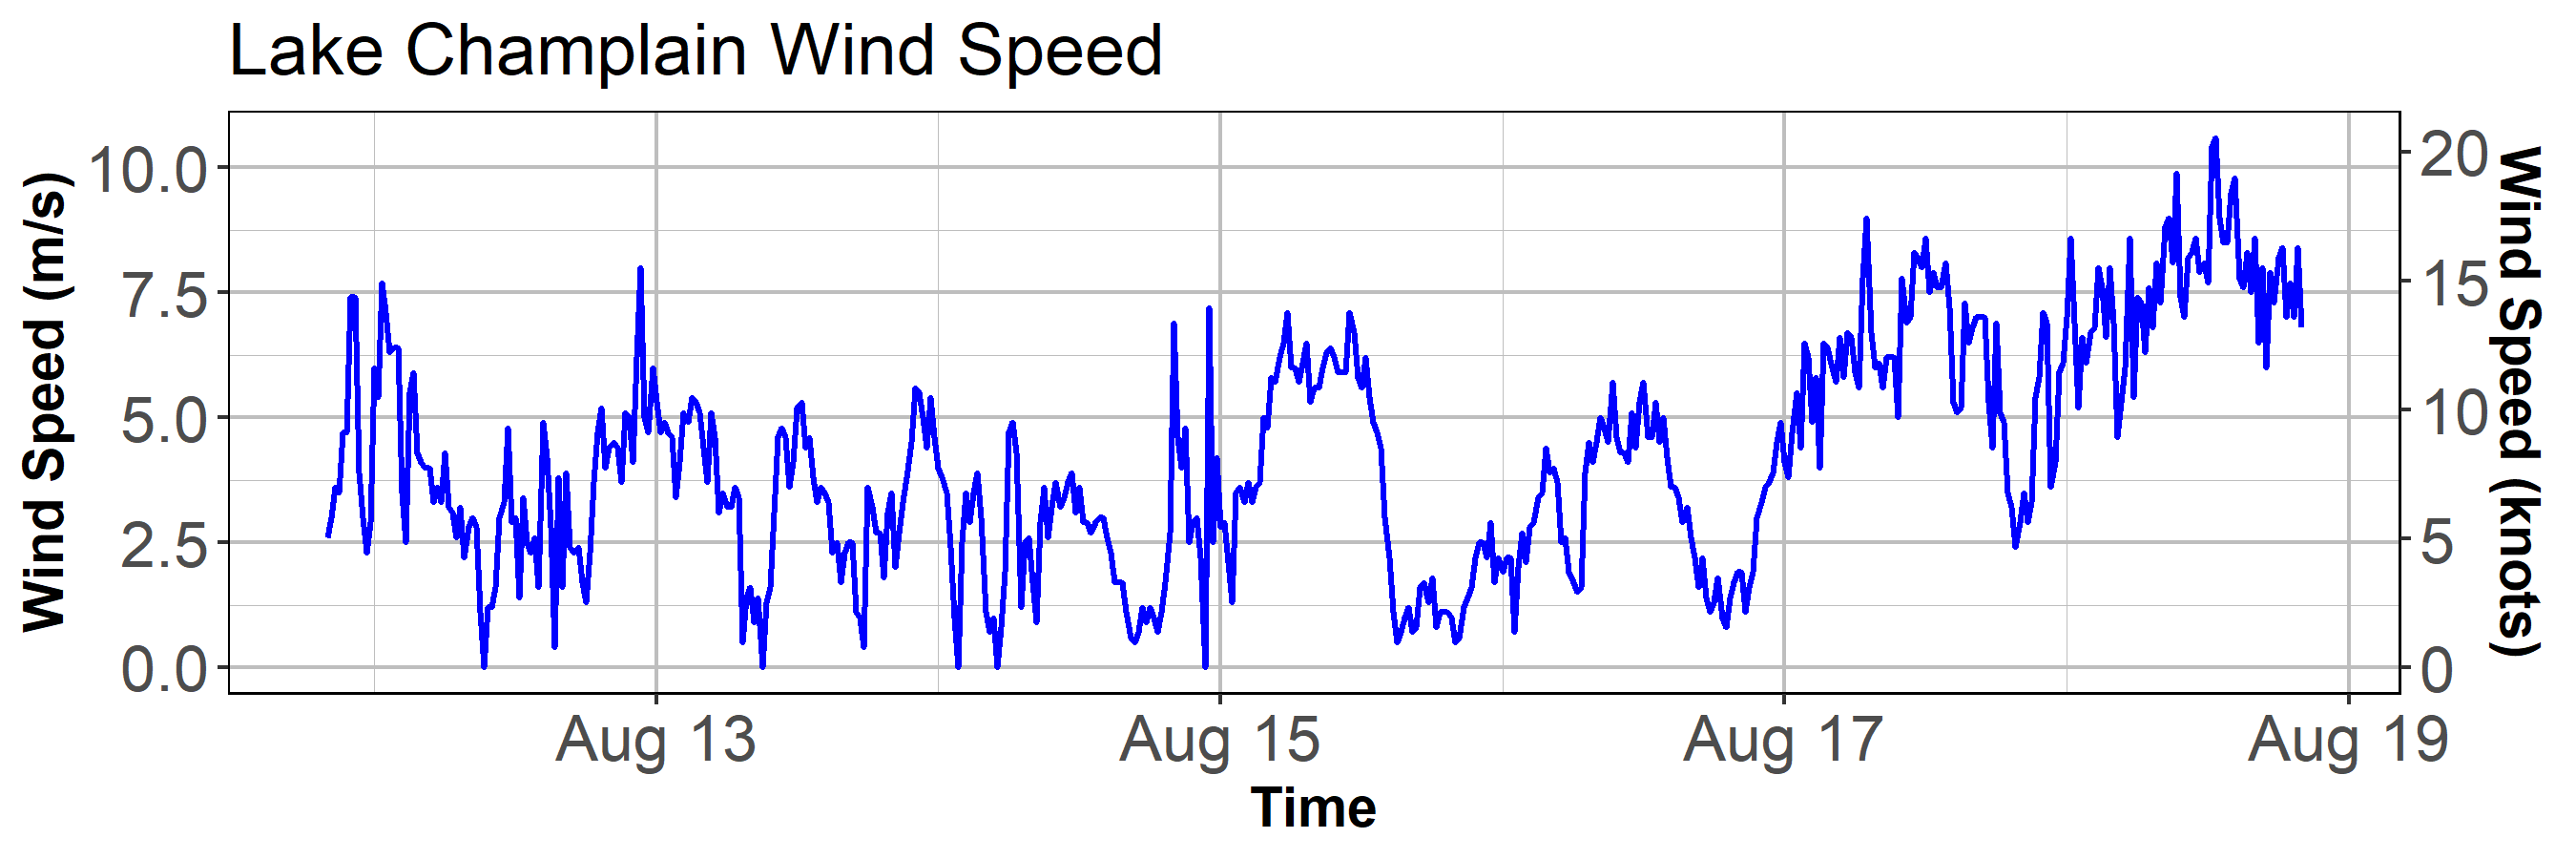 Lake Champlain Wind Speed
Wind Speed (m/s)
10.0
7.5
5.0
2.5
0.0
20
15
10
5
0
Wind Speed (knots)
Aug 13
Aug 15
Aug 17
Aug 19
Time